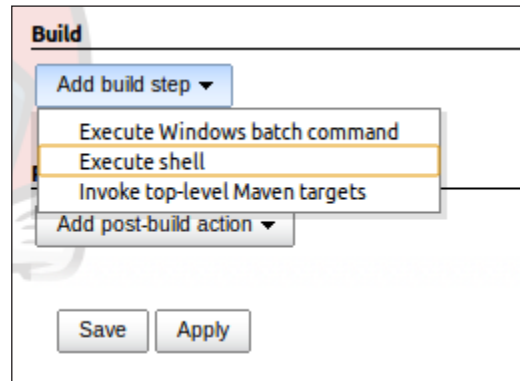 Build
Add build step
Execute Windows batch command
Execute shell
Invoke top-level Maven targets
Add post-build action
Save Apply